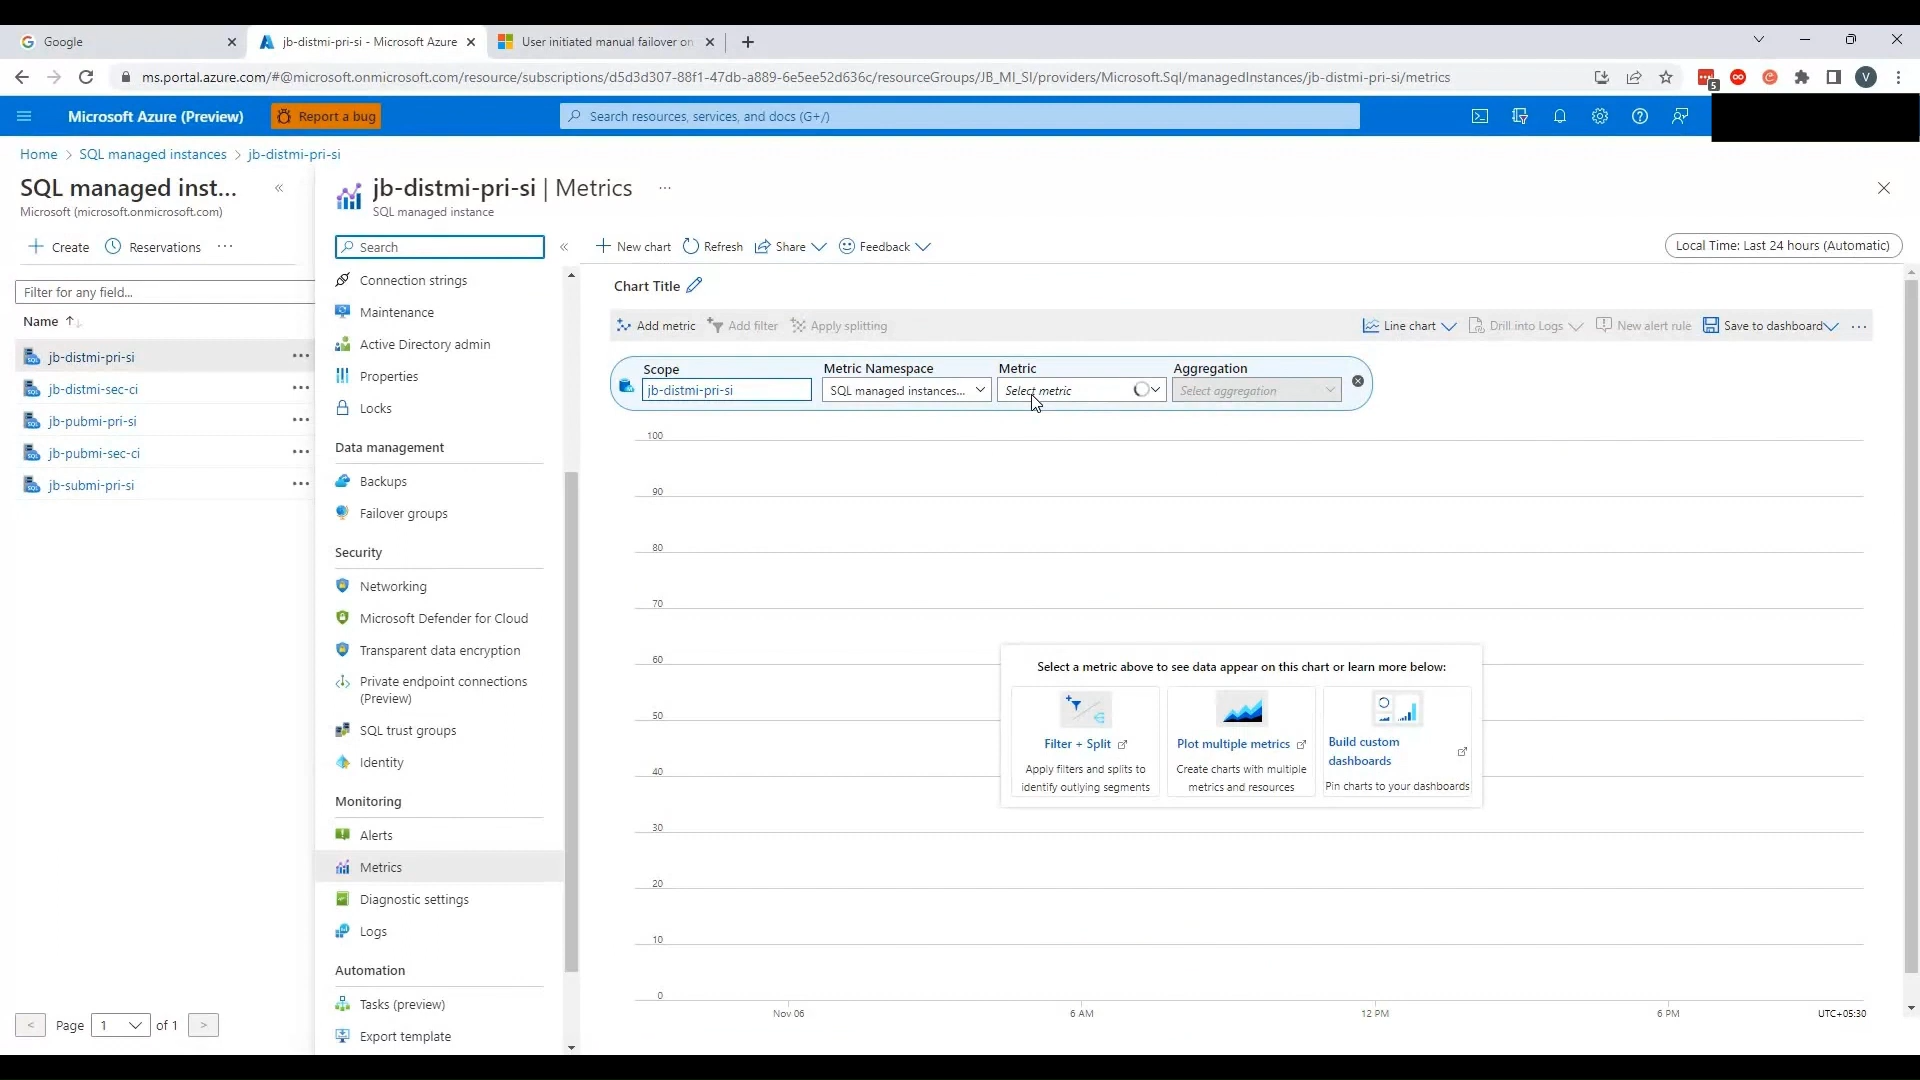 Google
jb-distmi-pri-si - Microsoft Azure
User initiated manual failover on
ms.portal.azure.com/#@microsoft.onmicrosoft.com/resource/subscriptions/d5d3d307-88f1-47db-a889-6e5ee52d636c/resourceGroups/JB_MI_SI/providers/Microsoft.Sql/managedInstances/jb-distmi-pri-si/metrics
5
V
Microsoft Azure (Preview)
Report a bug
Search resources, services, and docs (G+/)
Home > SQL managed instances > jb-distmi-pri-si
SQL managed inst...
Microsoft (microsoft.onmicrosoft.com)
Create
Reservations
Filter for any field...
Name
jb-distmi-pri-si
jb-distmi-sec-ci
jb-pubmi-pri-si
jb-pubmi-sec-ci
jb-submi-pri-si
< Page 1 of 1 >
jb-distmi-pri-si | Metrics
SQL managed instance
Search
Connection strings
Maintenance
Active Directory admin
Properties
Locks
Data management
Backups
Failover groups
Security
Networking
Microsoft Defender for Cloud
Transparent data encryption
Private endpoint connections
(Preview)
SQL trust groups
Identity
Monitoring
Alerts
Metrics
Diagnostic settings
Logs
Automation
Tasks (preview)
Export template
New chart
Refresh
Share
Feedback
Local Time: Last 24 hours (Automatic)
Chart Title
Add metric
Add filter
Apply splitting
Line chart
Drill into Logs
New alert rule
Save to dashboard
Scope
Metric Namespace
Metric
Aggregation
jb-distmi-pri-si
SQL managed instances...
Select metric
Select aggregation
100
90
80
70
60
50
40
30
20
10
0
Select a metric above to see data appear on this chart or learn more below:
Filter + Split
Apply filters and splits to
identify outlying segments
Plot multiple metrics
Create charts with multiple
metrics and resources
Build custom
dashboards
Pin charts to your dashboards
Nov 06
6 AM
12 PM
6 PM
UTC+05:30